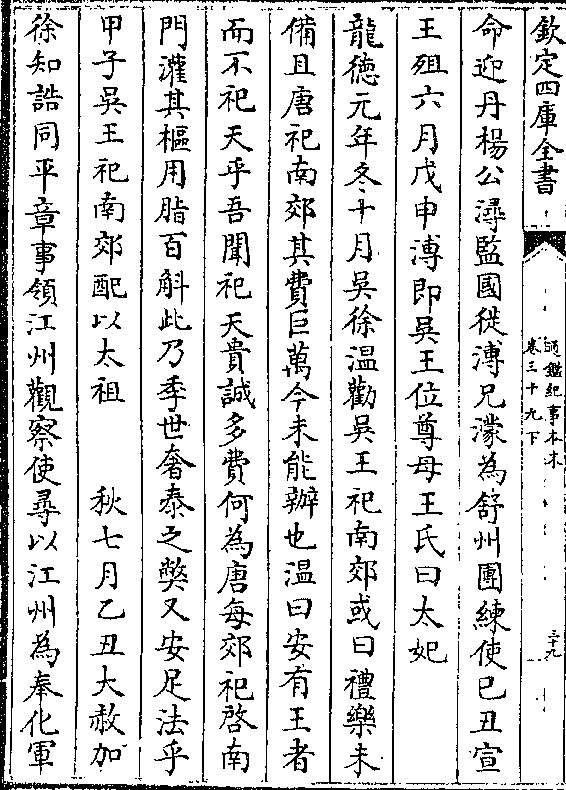 欽定四庫全書
通鑑紀事本末
卷三十九下
三十九
命迎丹楊公潯監國從溥兄濛為舒州團練使已丑宣
王殂六月戊申溥即吳王位尊母王氏曰太妃
龍徳元年冬十月吳徐溫勸吳王祀南郊或曰禮樂未
備且唐祀南郊其費巨萬今未能辦也溫曰安有王者
而不祀天乎吾聞祀天貴誠多費何為唐每郊祀啓南
門灌其樞用脂百斛此乃季世奢泰之弊又安足法乎
甲子吳王祀南郊配以太祖　秋七月乙丑大赦加
徐知誥同平章事領江州觀察使尋以江州為奉化軍